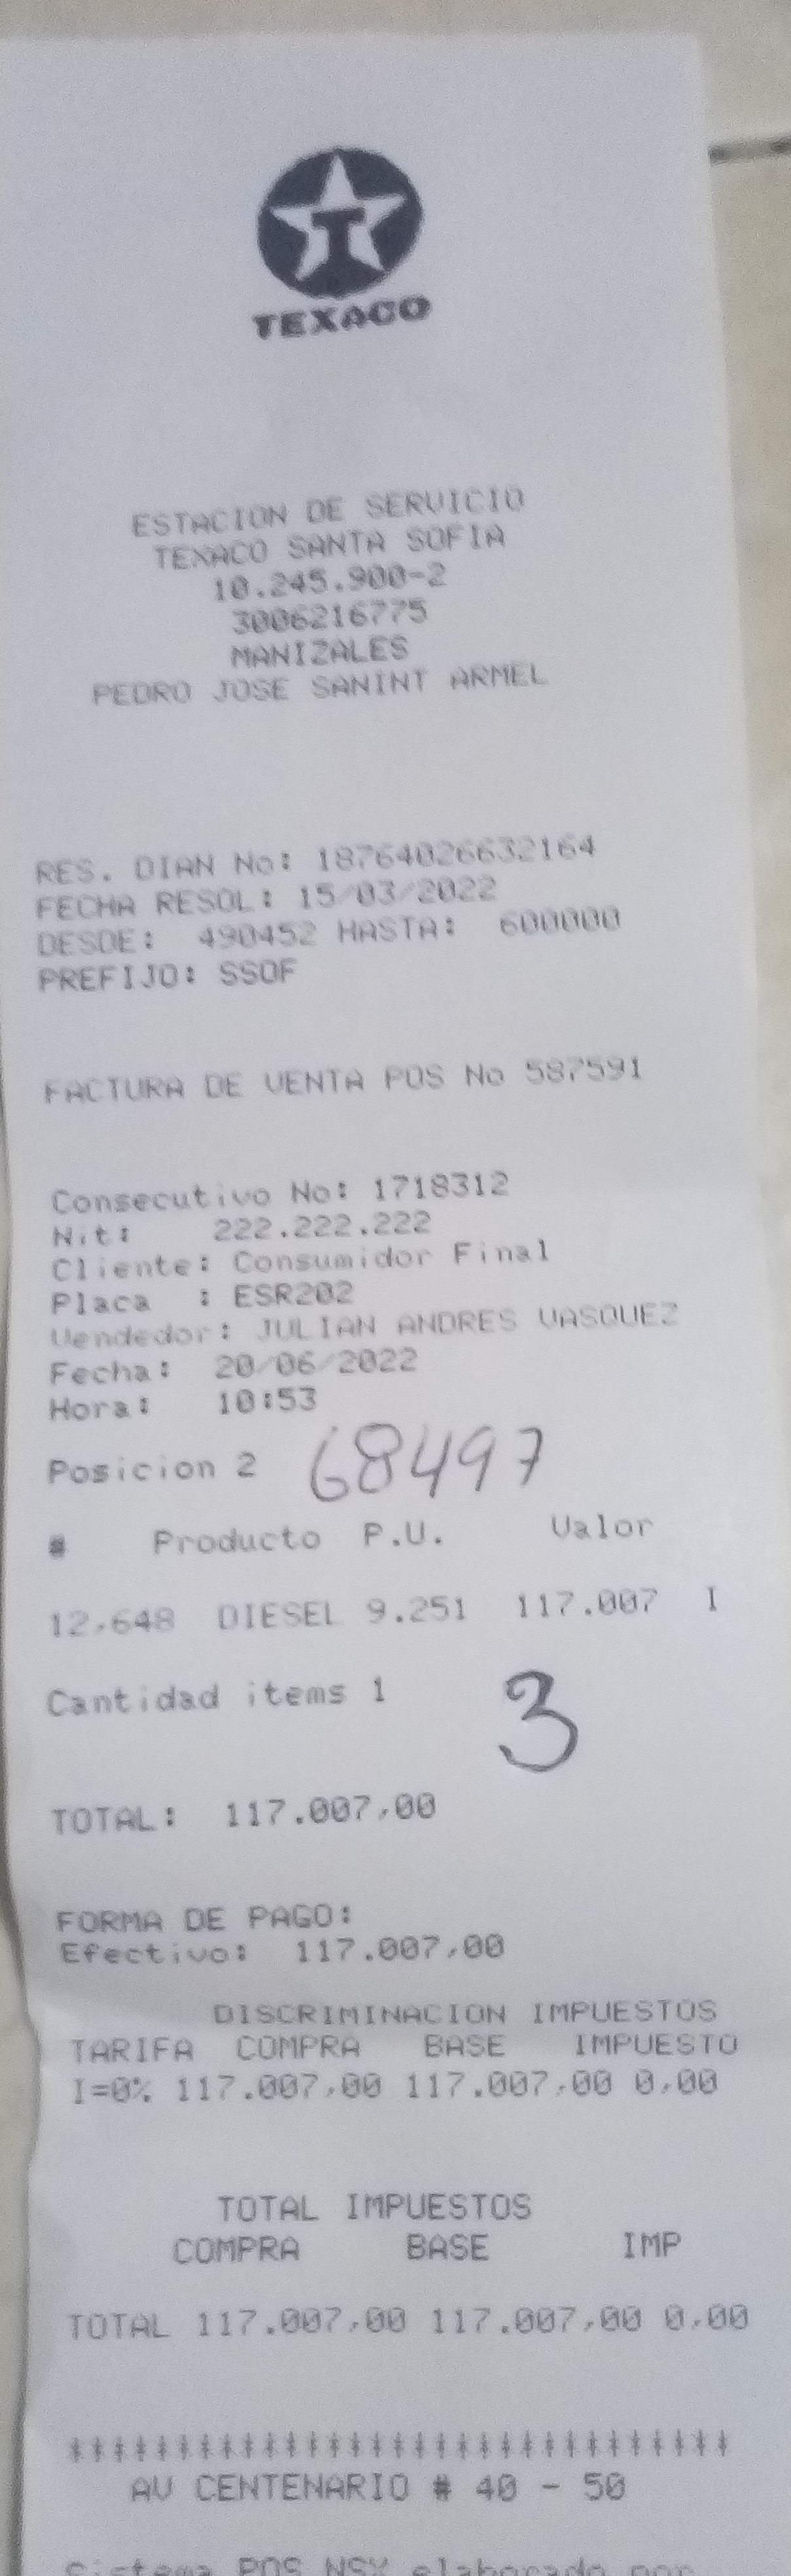 TEXACO
ESTACION DE SERVICIO
TEXACO SANTA SOFIA
10.245.900-2
3006216775
MANIZALES
PEDRO JOSE SANINT ARMEL
RES. DIAN No: 18764026632164
FECHA RESOL: 15/03/2022
DESDE: 490452 HASTA: 600000
PREFIJO: SSOF
FACTURA DE VENTA POS No 587591
Consecutivo No: 1718312
Nit: 222.222.222
Cliente: Consumidor Final
Placa : ESR202
Vendedor: JULIAN ANDRES VASQUEZ
Fecha: 20/06/2022
Hora: 10:53
Posicion 2 68497
# Producto P.U. Valor
12,648 DIESEL 9.251 117.007 I
Cantidad items 1
3
TOTAL: 117.007,00
FORMA DE PAGO:
Efectivo: 117.007,00
DISCRIMINACION IMPUESTOS
TARIFA COMPRA BASE IMPUESTO
I=0% 117.007,00 117.007,00 0,00
TOTAL IMPUESTOS
COMPRA BASE IMP
TOTAL 117.007,00 117.007,00 0,00
*******************************
AV CENTENARIO # 40 - 50
Sistema POS NSX elaborado por